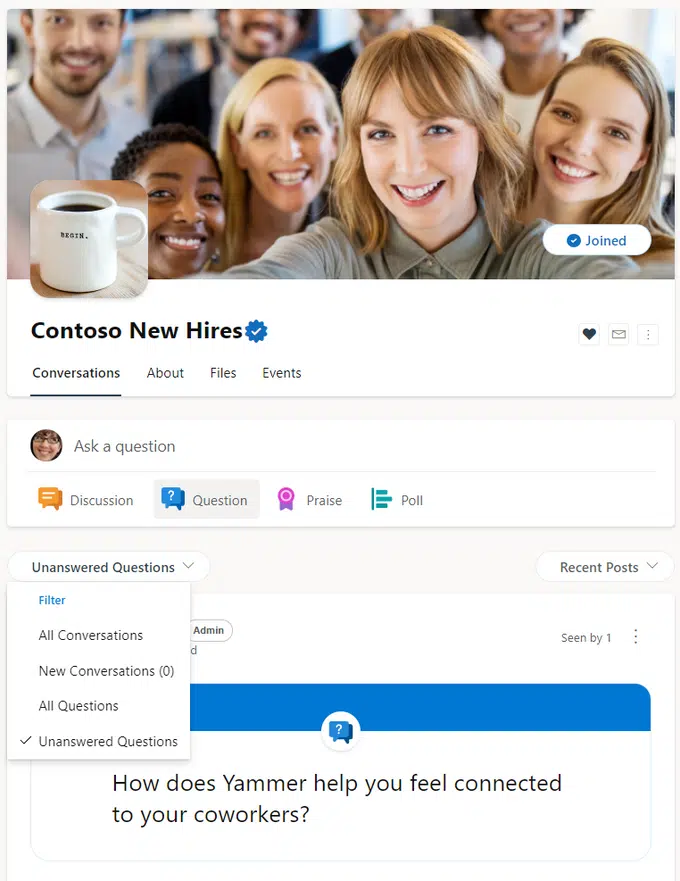 BEGIN.
Joined
Contoso New Hires
Conversations About Files Events
Ask a question
Discussion Question Praise Poll
Unanswered Questions Recent Posts
Filter
All Conversations
New Conversations (0)
All Questions
Unanswered Questions
Admin
Seen by 1
How does Yammer help you feel connected
to your coworkers?